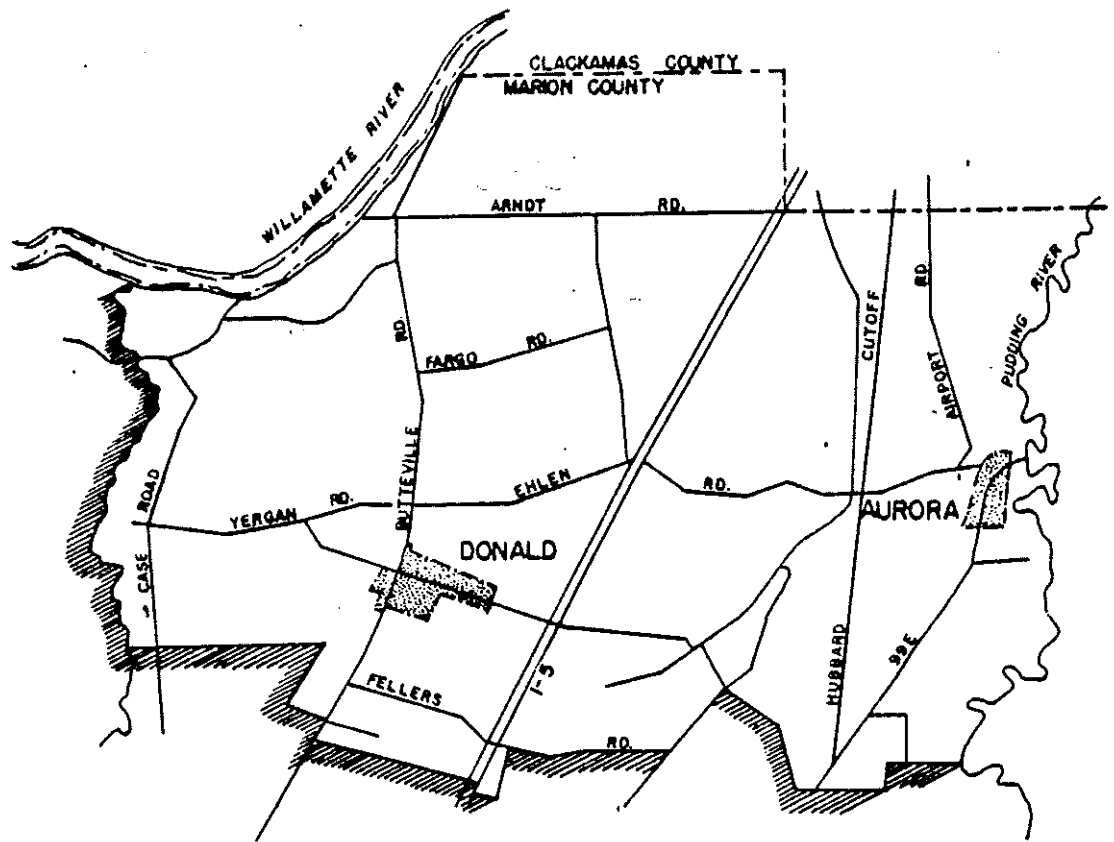 CLACKAMAS COUNTY
MARION COUNTY
WILLAMETTE RIVER
ARNDT RD.
PUDDING RIVER
AIRPORT RD
HUBBARD CUTOFF
FARGO RD.
BUTTEVILLE RD.
CASE ROAD
YERGAN RD.
EHLEN RD.
AURORA
DONALD
99E
I-5
FELLERS RD.